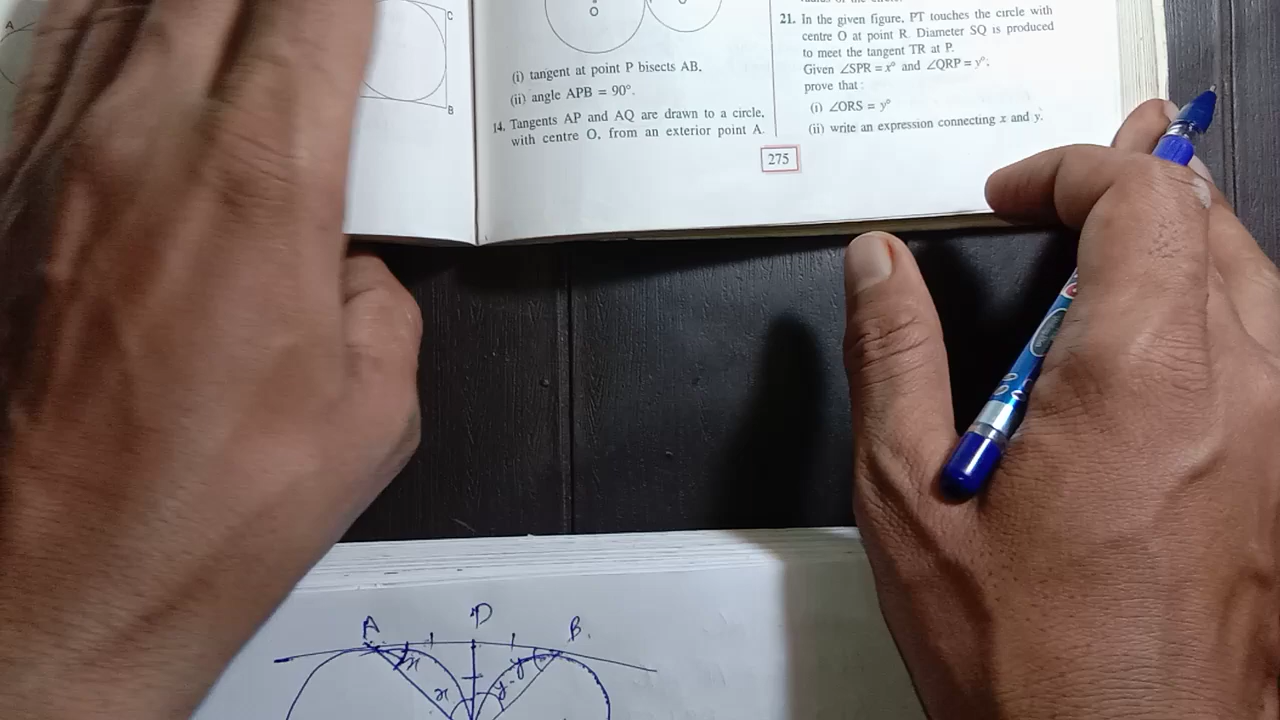 A
C
B
O
(i) tangent at point P bisects AB.
(ii) angle APB = 90°.
14. Tangents AP and AQ are drawn to a circle,
with centre O, from an exterior point A.
21. In the given figure, PT touches the circle with
centre O at point R. Diameter SQ is produced
to meet the tangent TR at P.
Given ∠SPR = x° and ∠QRP = y°;
prove that :
(i) ∠ORS = y°
(ii) write an expression connecting x and y.
275
A
D
B.
x
y
x
y